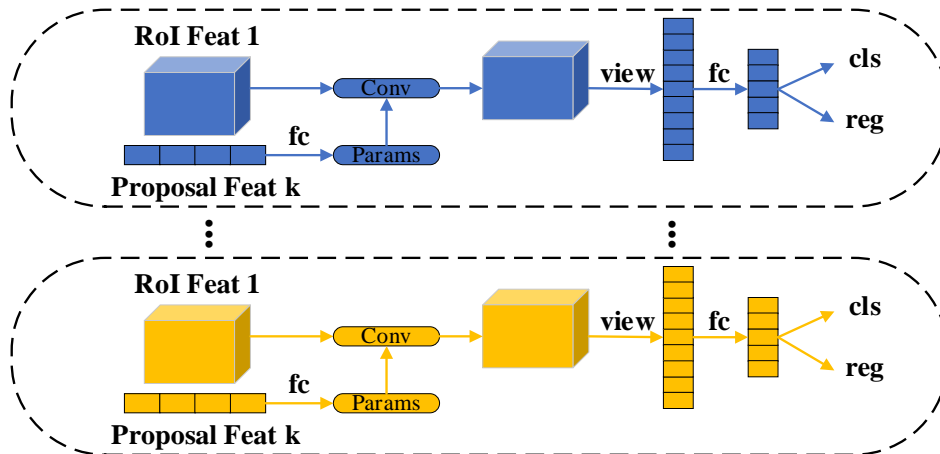 RoI Feat 1
Conv
view
fc
cls
fc
reg
Params
Proposal Feat k
RoI Feat 1
Conv
view
fc
cls
fc
reg
Params
Proposal Feat k